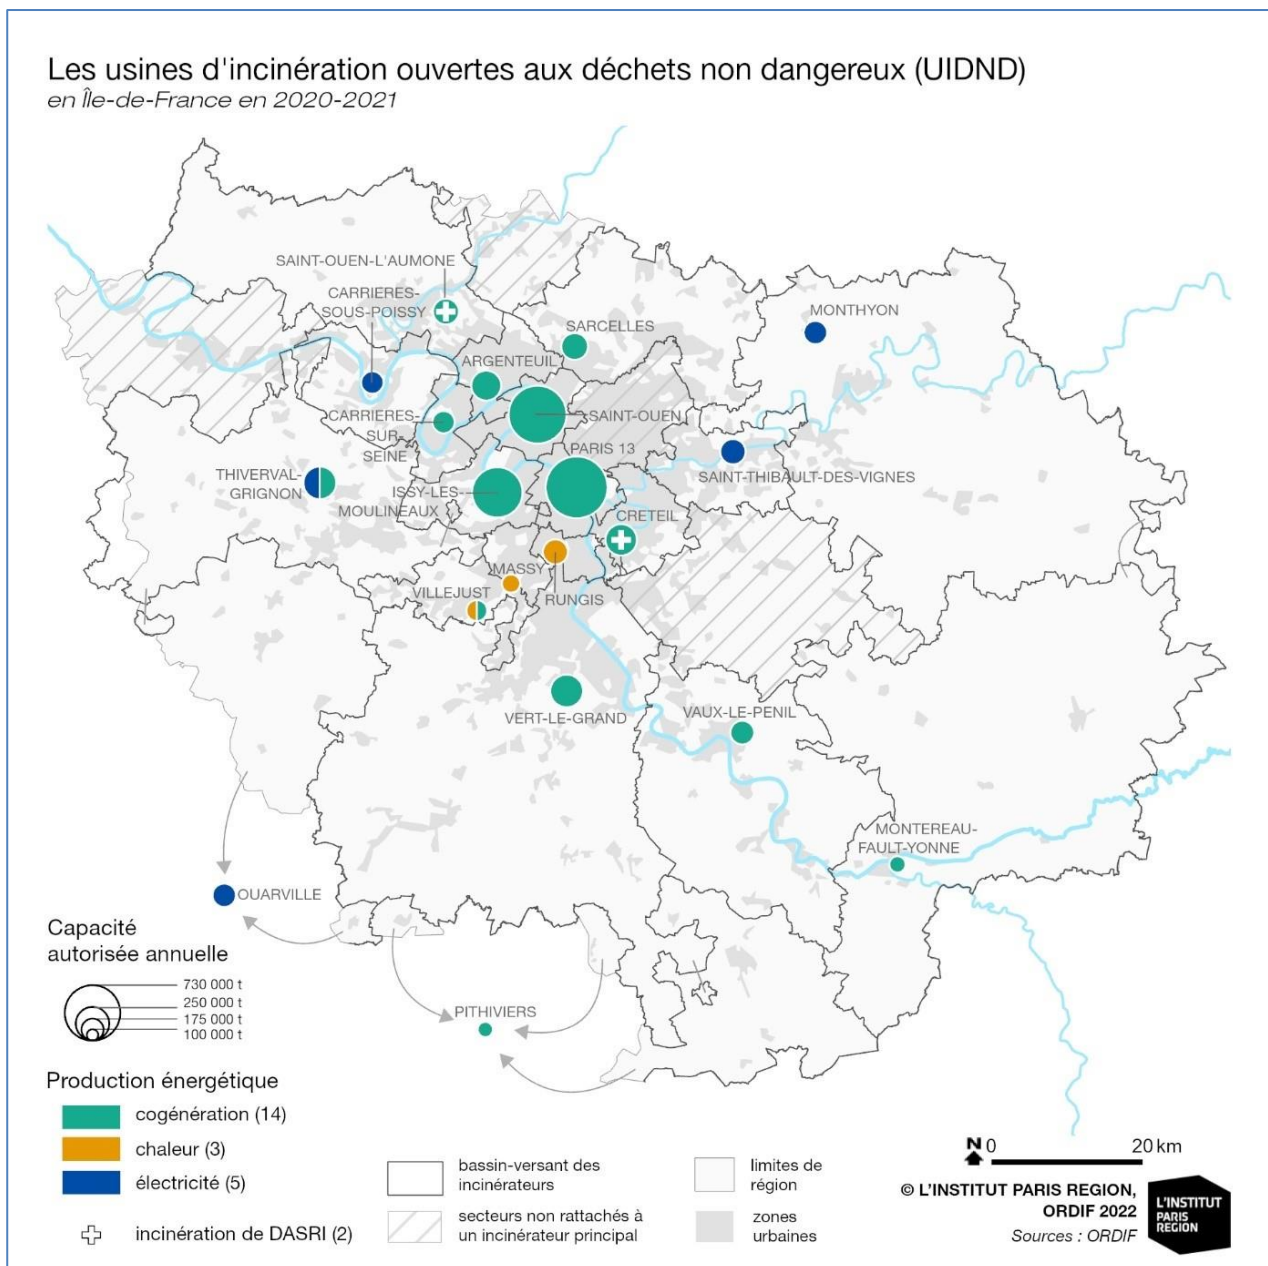 Les usines d'incinération ouvertes aux déchets non dangereux (UIDND)
en Île-de-France en 2020-2021
SAINT-OUEN-L'AUMONE
CARRIERES-
SOUS-POISSY
MONTHYON
SARCELLES
ARGENTEUIL
CARRIERES-
SUR-
SEINE
SAINT-OUEN
PARIS 13
SAINT-THIBAULT-DES-VIGNES
THIVERVAL-
GRIGNON
ISSY-LES-
MOULINEAUX
CRETEIL
MASSY
VILLEJUST
RUNGIS
VERT-LE-GRAND
VAUX-LE-PENIL
MONTEREAU-
FAULT-YONNE
OUARVILLE
PITHIVIERS
Capacité
autorisée annuelle
730 000 t
250 000 t
175 000 t
100 000 t
Production énergétique
cogénération (14)
chaleur (3)
électricité (5)
incinération de DASRI (2)
bassin-versant des
incinérateurs
secteurs non rattachés à
un incinérateur principal
limites de
région
zones
urbaines
N 0 20 km
© L'INSTITUT PARIS REGION,
ORDIF 2022
Sources : ORDIF
L'INSTITUT
PARIS
REGION